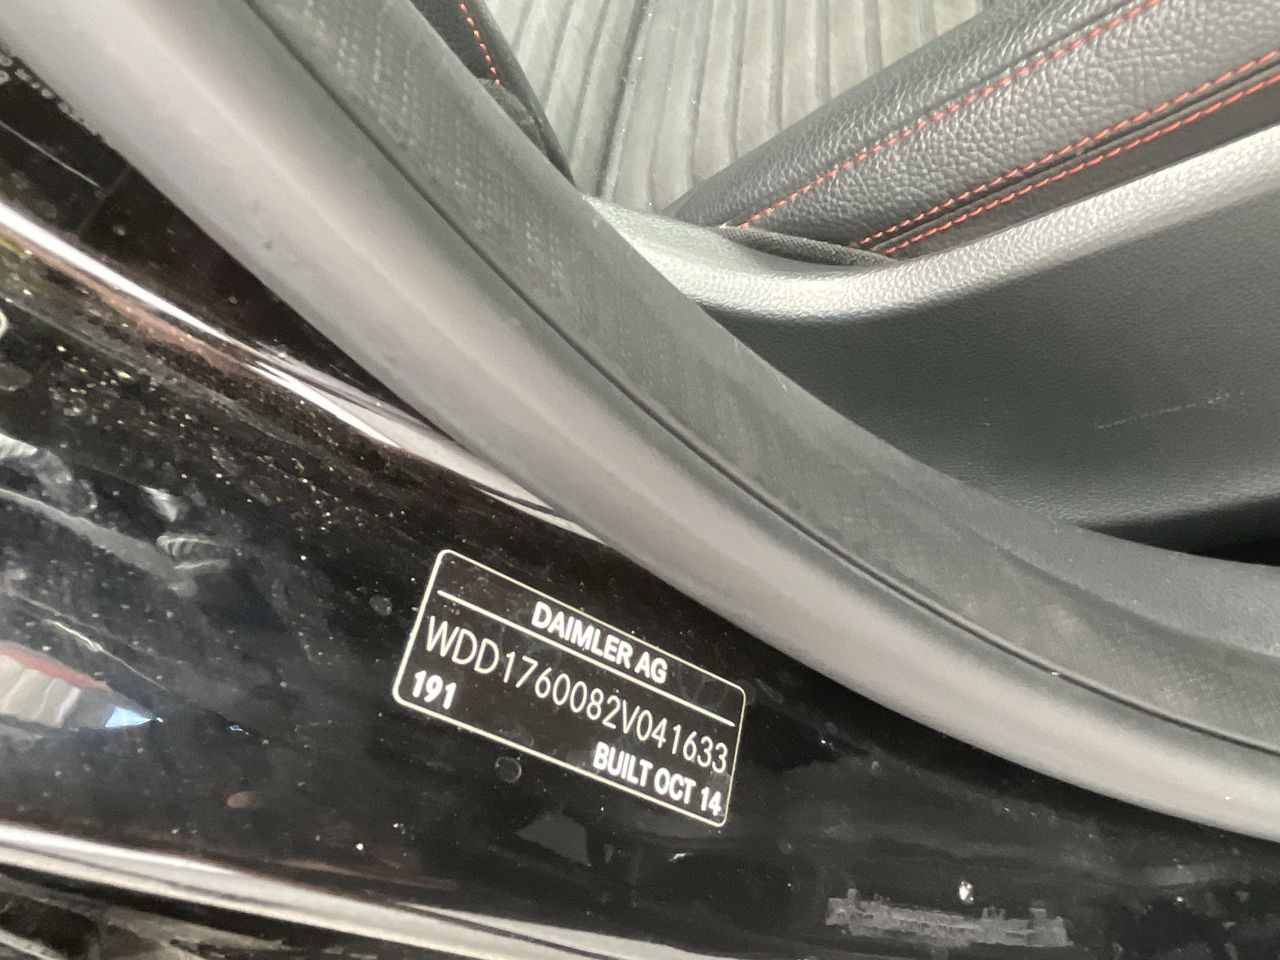 DAIMLER AG
WDD1760082V041633
191
BUILT OCT 14